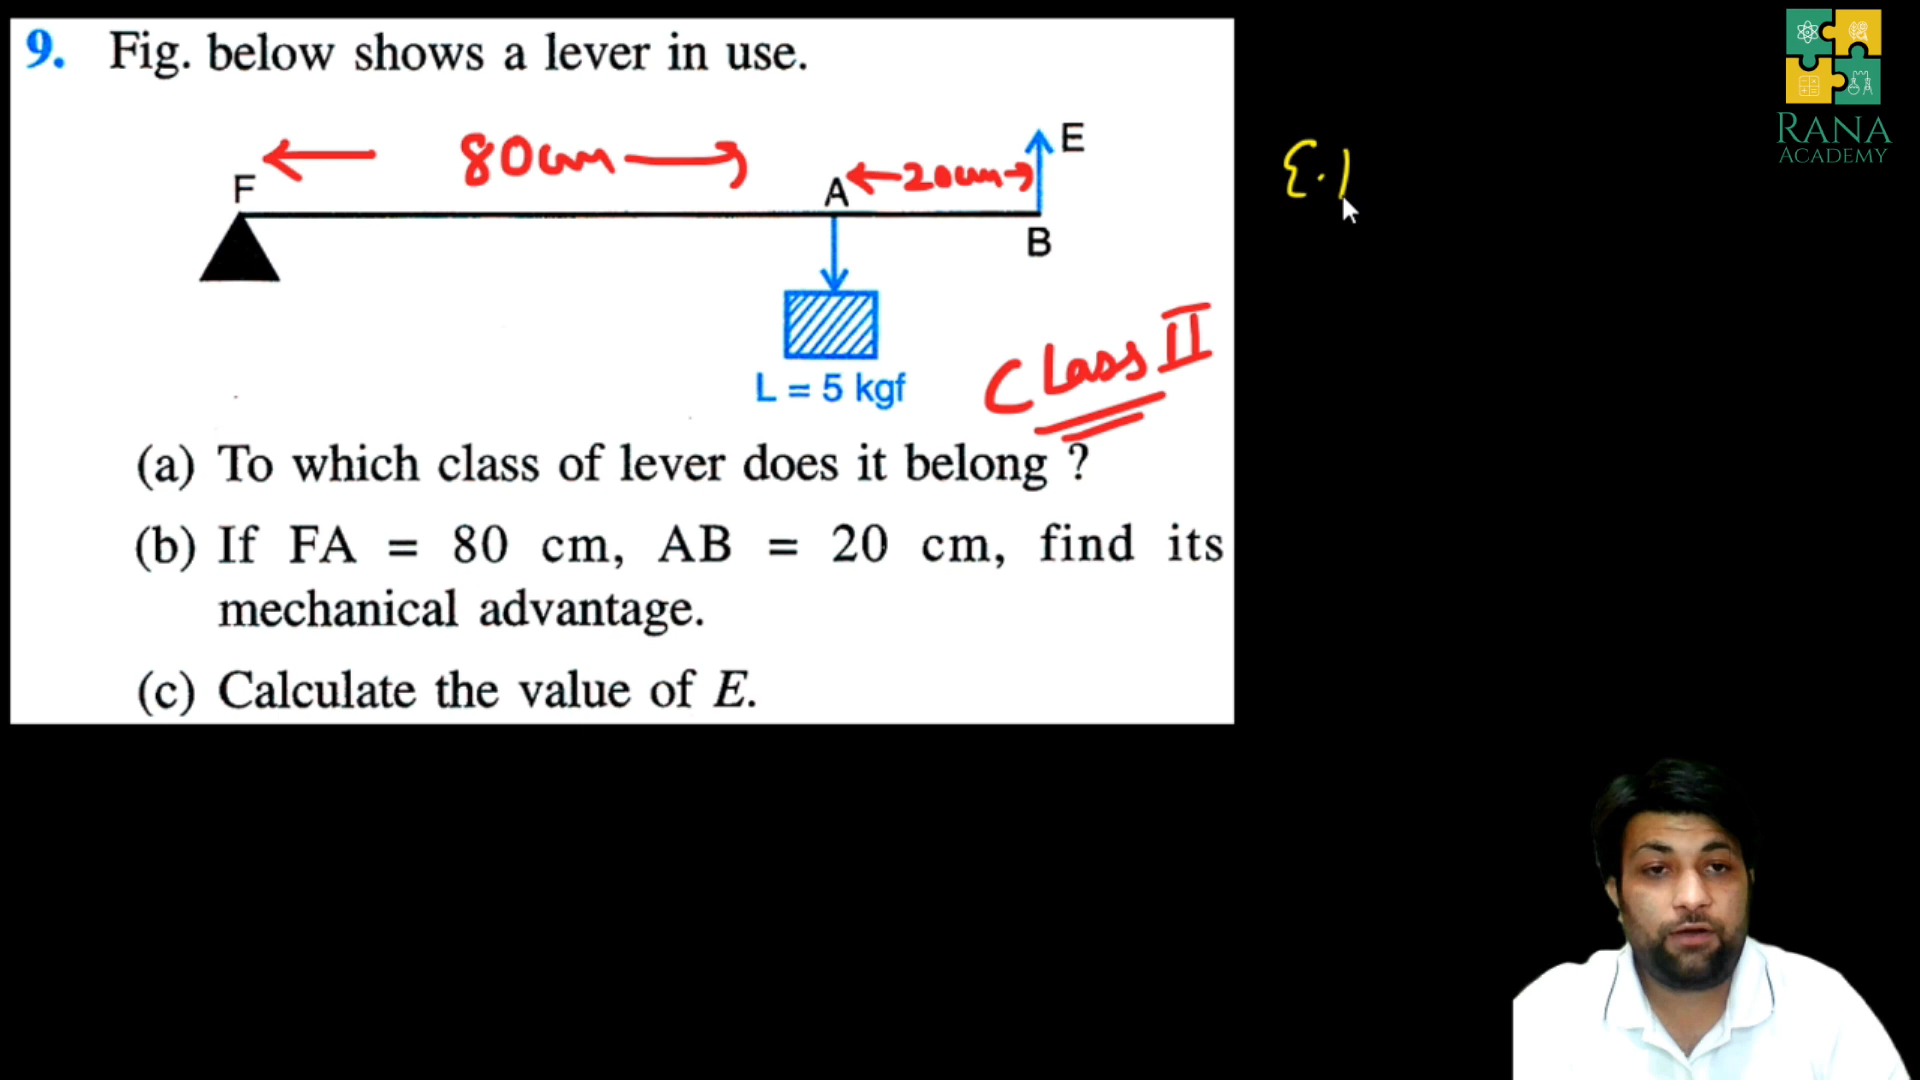 9. Fig. below shows a lever in use.
80cm
20cm
E
F
A
B
L = 5 kgf
Class II
(a) To which class of lever does it belong ?
(b) If FA = 80 cm, AB = 20 cm, find its
mechanical advantage.
(c) Calculate the value of E.
E.
RANA
ACADEMY